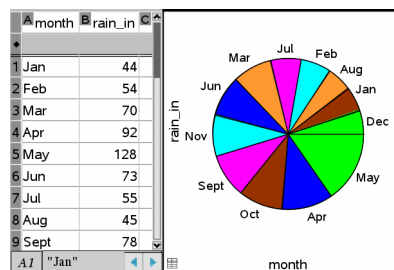 A month B rain_in C
1 Jan 44
2 Feb 54
3 Mar 70
4 Apr 92
5 May 128
6 Jun 73
7 Jul 55
8 Aug 45
9 Sept 78
A1 "Jan"
rain_in
Jul
Feb
Mar
Aug
Jun
Jan
Dec
Nov
May
Sept
Oct
Apr
month